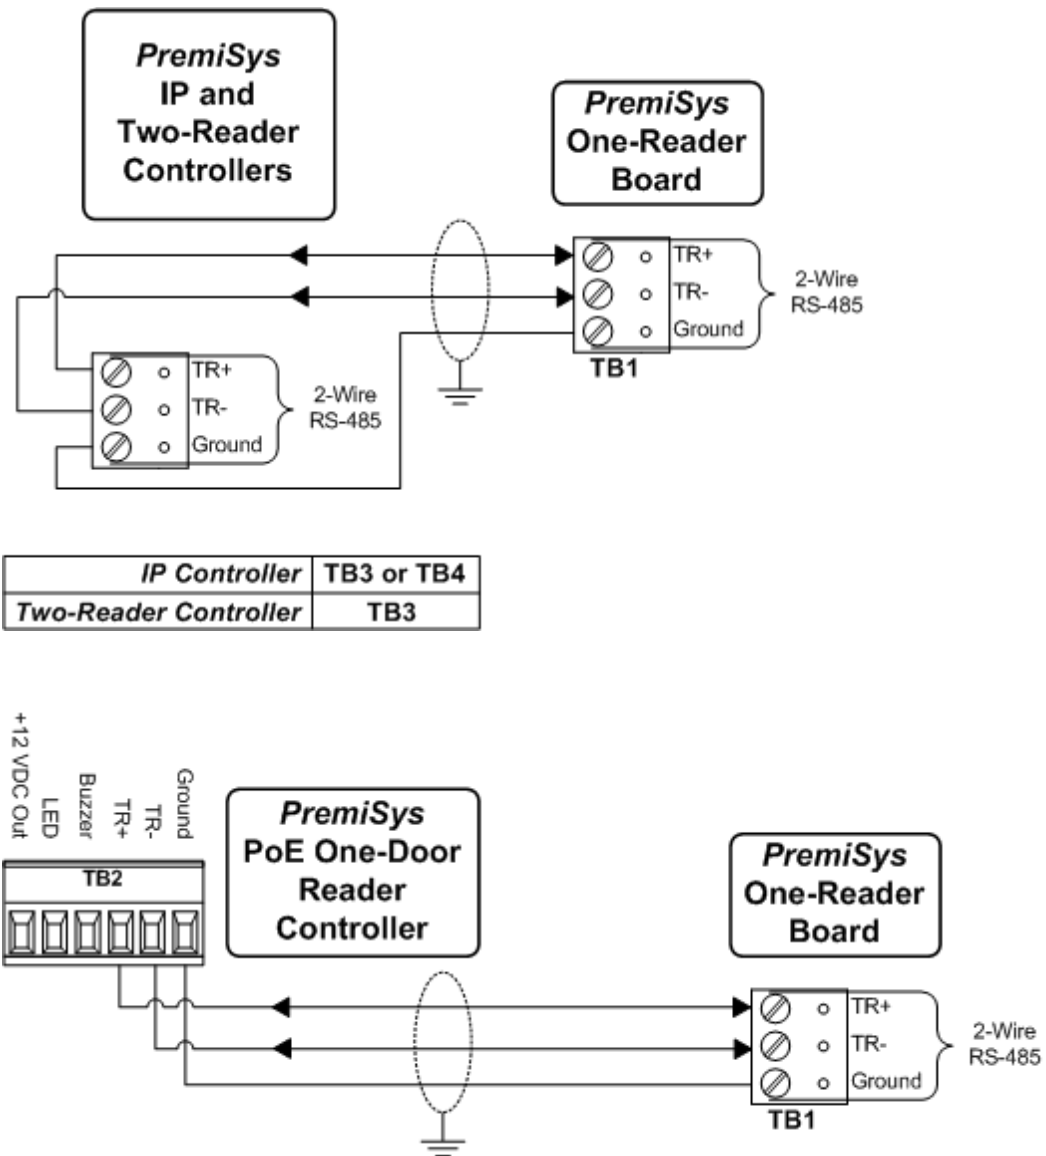 PremiSys
IP and
Two-Reader
Controllers
PremiSys
One-Reader
Board
TR+
TR-
Ground
2-Wire
RS-485
TB1
TR+
TR-
Ground
2-Wire
RS-485
IP Controller TB3 or TB4
Two-Reader Controller TB3
+12 VDC Out
LED
Buzzer
TR+
TR-
Ground
TB2
PremiSys
PoE One-Door
Reader
Controller
PremiSys
One-Reader
Board
TR+
TR-
Ground
2-Wire
RS-485
TB1